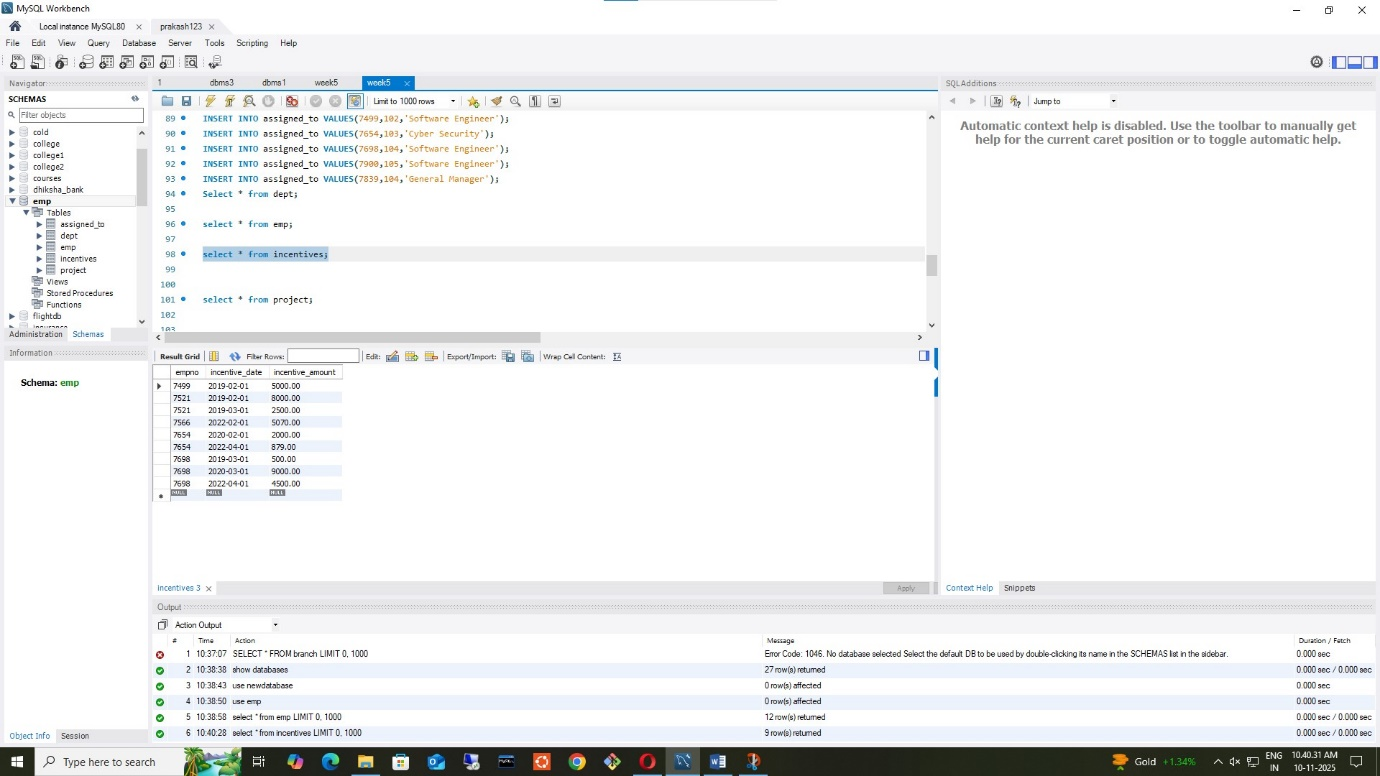 MySQL Workbench
Local instance MySQL80 × prakash123 ×
File Edit View Query Database Server Tools Scripting Help
Navigator
SCHEMAS
Filter objects
cold
college
college1
college2
courses
dhiksha_bank
emp
Tables
assigned_to
dept
emp
incentives
project
Views
Stored Procedures
Functions
flightdb
insurance
Administration Schemas
Information
Schema: emp
Object Info Session
1 dbms3 dbms1 week5 week5 ×
Limit to 1000 rows
89 INSERT INTO assigned_to VALUES(7499,102,'Software Engineer');
90 INSERT INTO assigned_to VALUES(7654,103,'Cyber Security');
91 INSERT INTO assigned_to VALUES(7698,104,'Software Engineer');
92 INSERT INTO assigned_to VALUES(7900,105,'Software Engineer');
93 INSERT INTO assigned_to VALUES(7839,104,'General Manager');
94 Select * from dept;
95
96 select * from emp;
97
98 select * from incentives;
99
100
101 select * from project;
102
103
Result Grid Filter Rows: Edit: Export/Import: Wrap Cell Content:
empno incentive_date incentive_amount
7499 2019-02-01 5000.00
7521 2019-02-01 8000.00
7521 2019-03-01 2500.00
7566 2022-02-01 5070.00
7654 2020-02-01 2000.00
7654 2022-04-01 879.00
7698 2019-03-01 500.00
7698 2020-03-01 9000.00
7698 2022-04-01 4500.00
NULL NULL NULL
incentives 3 × Apply
SQLAdditions
Jump to
Automatic context help is disabled. Use the toolbar to manually get
help for the current caret position or to toggle automatic help.
Context Help Snippets
Output
Action Output
# Time Action Message Duration / Fetch
1 10:37:07 SELECT * FROM branch LIMIT 0, 1000 Error Code: 1046. No database selected Select the default DB to be used by double-clicking its name in the SCHEMAS list in the sidebar. 0.000 sec
2 10:38:38 show databases 27 row(s) returned 0.000 sec / 0.000 sec
3 10:38:43 use newdatabase 0 row(s) affected 0.000 sec
4 10:38:50 use emp 0 row(s) affected 0.000 sec
5 10:38:58 select * from emp LIMIT 0, 1000 12 row(s) returned 0.000 sec / 0.000 sec
6 10:40:28 select * from incentives LIMIT 0, 1000 9 row(s) returned 0.000 sec / 0.000 sec
Type here to search
Gold +1.34%
ENG
IN
10.40.31 AM
10-11-2025